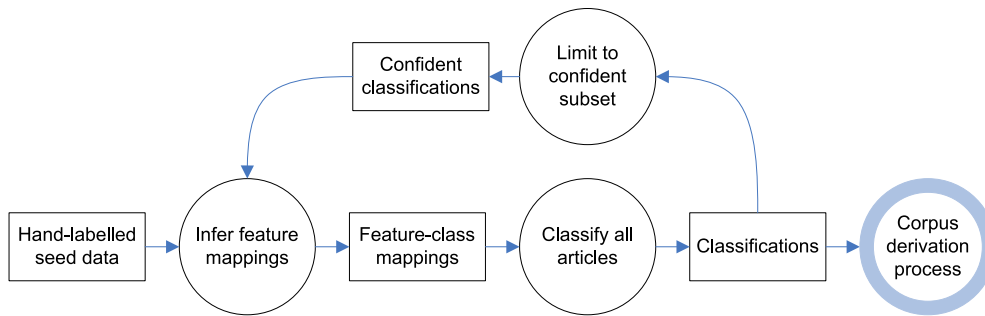 Confident
classifications
Limit to
confident
subset
Hand-labelled
seed data
Infer feature
mappings
Feature-class
mappings
Classify all
articles
Classifications
Corpus
derivation
process